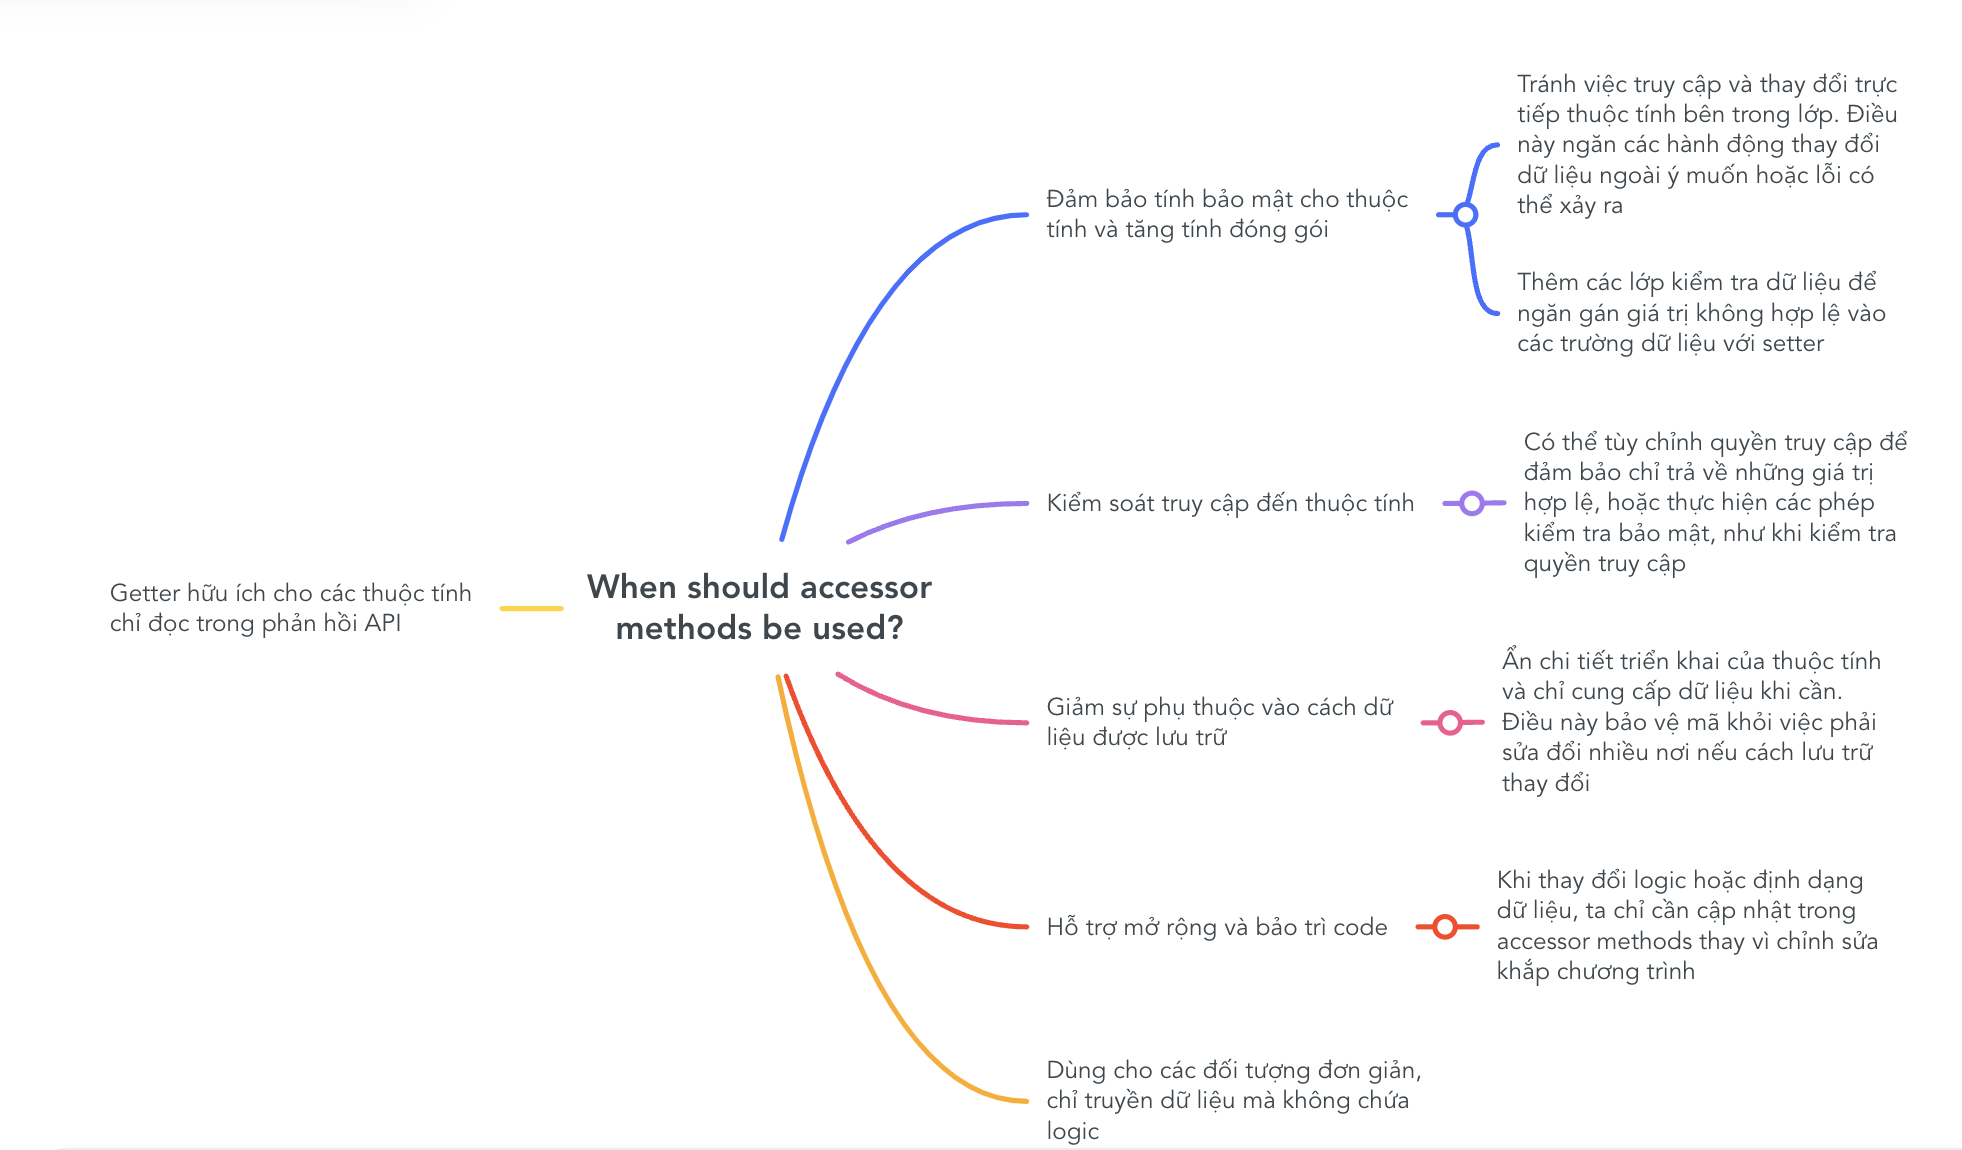 Tránh việc truy cập và thay đổi trực
tiếp thuộc tính bên trong lớp. Điều
này ngăn các hành động thay đổi
dữ liệu ngoài ý muốn hoặc lỗi có
thể xảy ra
Đảm bảo tính bảo mật cho thuộc
tính và tăng tính đóng gói
Thêm các lớp kiểm tra dữ liệu để
ngăn gán giá trị không hợp lệ vào
các trường dữ liệu với setter
Kiểm soát truy cập đến thuộc tính
Có thể tùy chỉnh quyền truy cập để
đảm bảo chỉ trả về những giá trị
hợp lệ, hoặc thực hiện các phép
kiểm tra bảo mật, như khi kiểm tra
quyền truy cập
Getter hữu ích cho các thuộc tính
chỉ đọc trong phản hồi API
When should accessor
methods be used?
Giảm sự phụ thuộc vào cách dữ
liệu được lưu trữ
Ẩn chi tiết triển khai của thuộc tính
và chỉ cung cấp dữ liệu khi cần.
Điều này bảo vệ mã khỏi việc phải
sửa đổi nhiều nơi nếu cách lưu trữ
thay đổi
Hỗ trợ mở rộng và bảo trì code
Khi thay đổi logic hoặc định dạng
dữ liệu, ta chỉ cần cập nhật trong
accessor methods thay vì chỉnh sửa
khắp chương trình
Dùng cho các đối tượng đơn giản,
chỉ truyền dữ liệu mà không chứa
logic